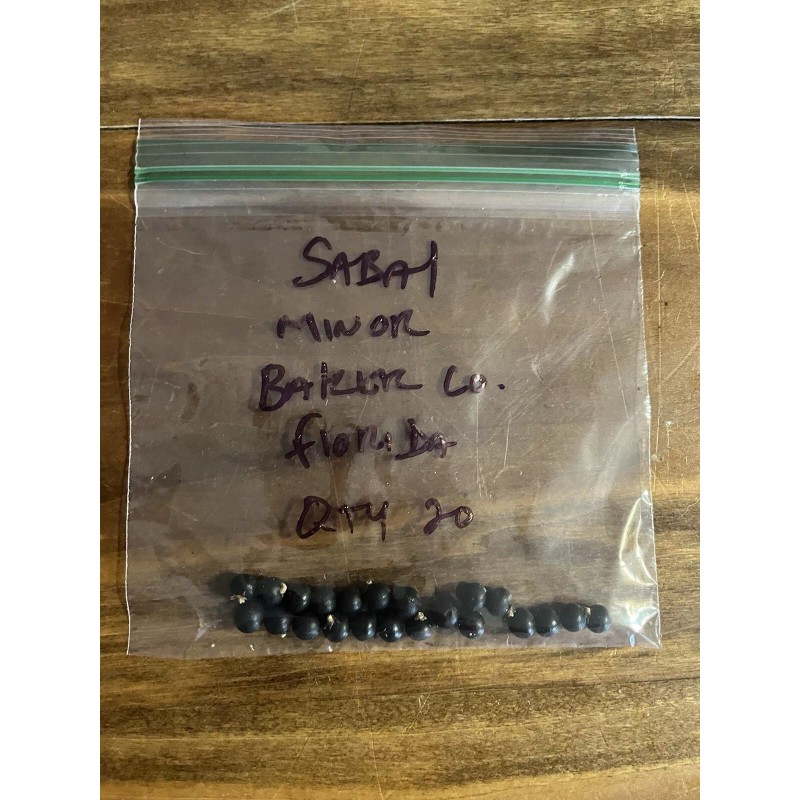 SABAl
MINOR
BAKER CO.
floriDA
QTY 20